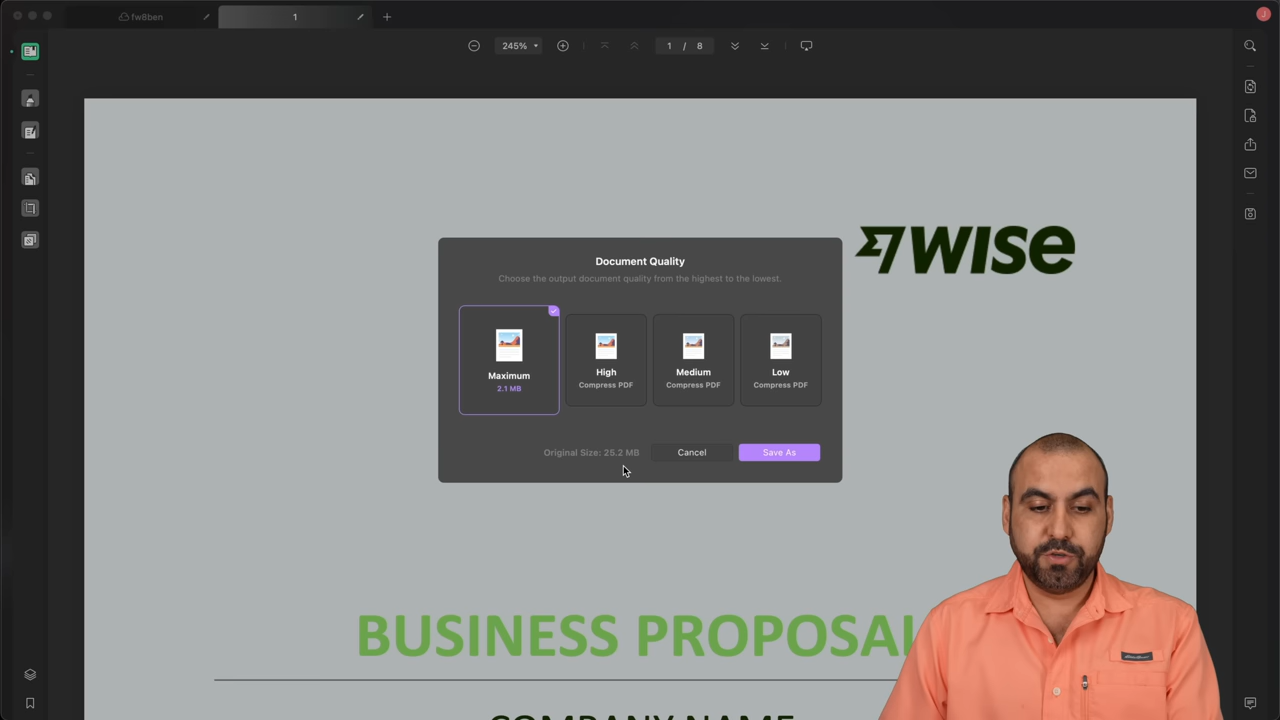 fw8ben
1
J
245%
1 / 8
WISE
Document Quality
Choose the output document quality from the highest to the lowest.
Maximum
2.1 MB
High
Compress PDF
Medium
Compress PDF
Low
Compress PDF
Original Size: 25.2 MB
Cancel
Save As
BUSINESS PROPOSAL
COMPANY NAME